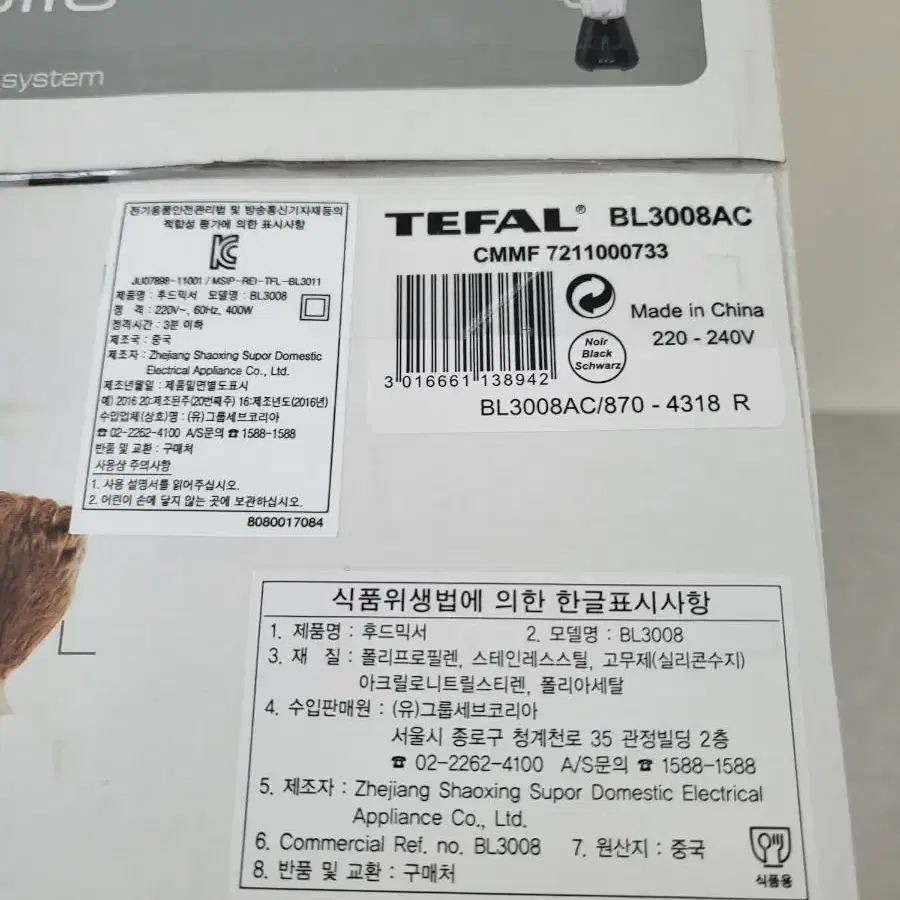 system
전기용품안전관리법 및 방송통신기자재등의
적합성 평가에 의한 표시사항
JU07898-11001 / MSIP-REI-TFL-BL3011
제품명 : 후드믹서 모델명 : BL3008
정 격 : 220V~, 60Hz, 400W
정격시간 : 3분 이하
제조국 : 중국
제조자 : Zhejiang Shaoxing Supor Domestic
Electrical Appliance Co., Ltd.
제조년월일 : 제품밑면별도표시
예) 2016 20:제조된주(20번째주) 16:제조년도(2016년)
수입업체(상호)명 : (유)그룹세브코리아
☎ 02-2262-4100 A/S문의 ☎ 1588-1588
반품 및 교환 : 구매처
사용상 주의사항
1. 사용 설명서를 읽어주십시오.
2. 어린이 손에 닿지 않는 곳에 보관하십시오.
8080017084
TEFAL® BL3008AC
CMMF 7211000733
3 016661 138942
Noir
Black
Schwarz
Made in China
220 - 240V
BL3008AC/870 - 4318 R
식품위생법에 의한 한글표시사항
1. 제품명 : 후드믹서 2. 모델명 : BL3008
3. 재 질 : 폴리프로필렌, 스테인레스스틸, 고무제(실리콘수지)
아크릴로니트릴스티렌, 폴리아세탈
4. 수입판매원 : (유)그룹세브코리아
서울시 종로구 청계천로 35 관정빌딩 2층
☎ 02-2262-4100 A/S문의 ☎ 1588-1588
5. 제조자 : Zhejiang Shaoxing Supor Domestic Electrical
Appliance Co., Ltd.
6. Commercial Ref. no. BL3008 7. 원산지 : 중국
8. 반품 및 교환 : 구매처
식품용